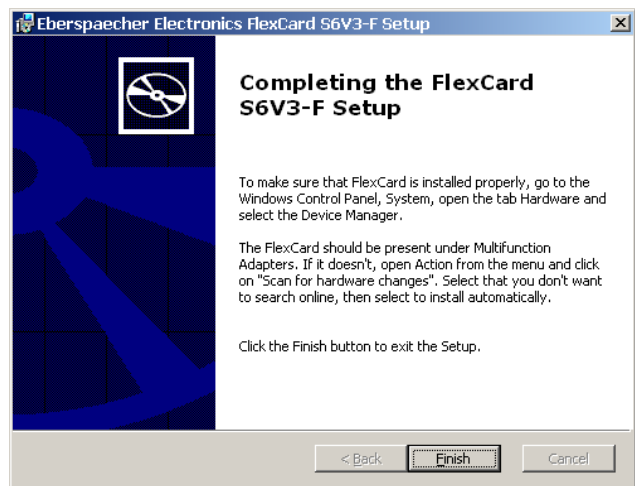 Eberspaecher Electronics FlexCard S6V3-F Setup
Completing the FlexCard
S6V3-F Setup
To make sure that FlexCard is installed properly, go to the
Windows Control Panel, System, open the tab Hardware and
select the Device Manager.
The FlexCard should be present under Multifunction
Adapters. If it doesn't, open Action from the menu and click
on "Scan for hardware changes". Select that you don't want
to search online, then select to install automatically.
Click the Finish button to exit the Setup.
< Back
Finish
Cancel